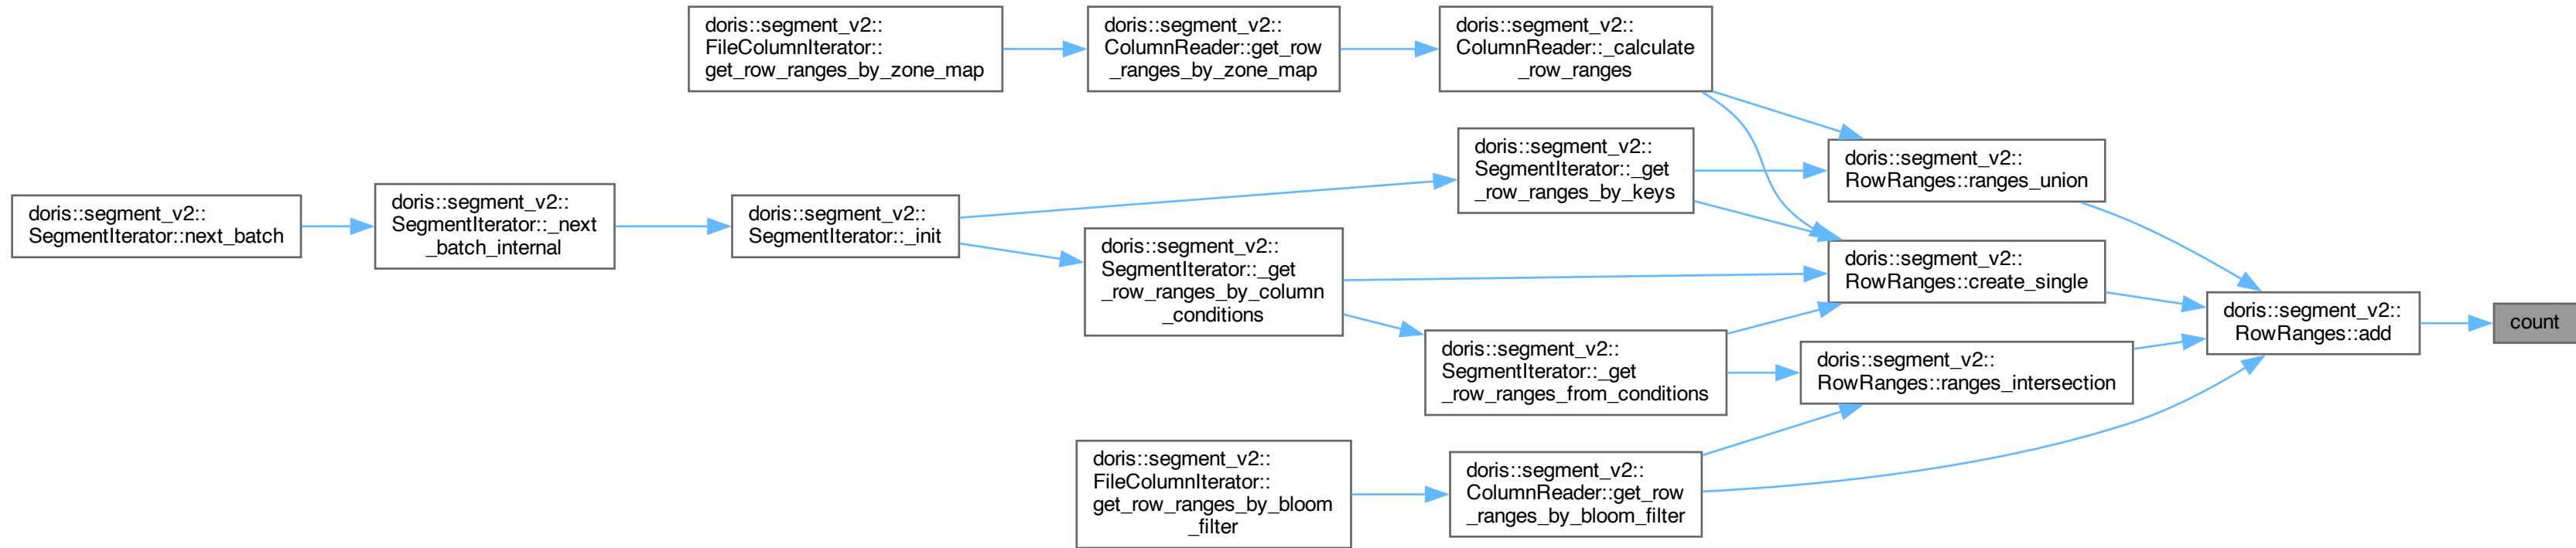 doris::segment_v2::
FileColumnIterator::
get_row_ranges_by_zone_map
doris::segment_v2::
ColumnReader::get_row
_ranges_by_zone_map
doris::segment_v2::
ColumnReader::_calculate
_row_ranges
doris::segment_v2::
SegmentIterator::_get
_row_ranges_by_keys
doris::segment_v2::
RowRanges::ranges_union
doris::segment_v2::
SegmentIterator::next_batch
doris::segment_v2::
SegmentIterator::_next
_batch_internal
doris::segment_v2::
SegmentIterator::_init
doris::segment_v2::
SegmentIterator::_get
_row_ranges_by_column
_conditions
doris::segment_v2::
RowRanges::create_single
doris::segment_v2::
RowRanges::add
count
doris::segment_v2::
SegmentIterator::_get
_row_ranges_from_conditions
doris::segment_v2::
RowRanges::ranges_intersection
doris::segment_v2::
FileColumnIterator::
get_row_ranges_by_bloom
_filter
doris::segment_v2::
ColumnReader::get_row
_ranges_by_bloom_filter